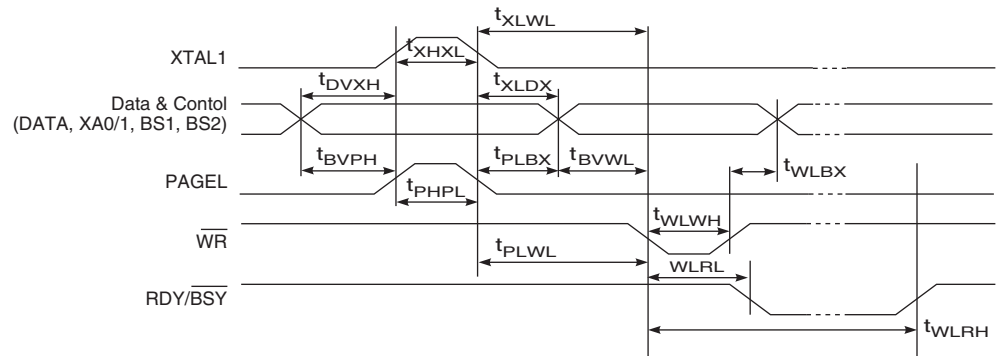 tXLWL
XTAL1
tXHXL
tDVXH
tXLDX
Data & Contol
(DATA, XA0/1, BS1, BS2)
tBVPH
tPLBX
tBVWL
tWLBX
PAGEL
tPHPL
tWLWH
WR
tPLWL
WLRL
RDY/BSY
tWLRH